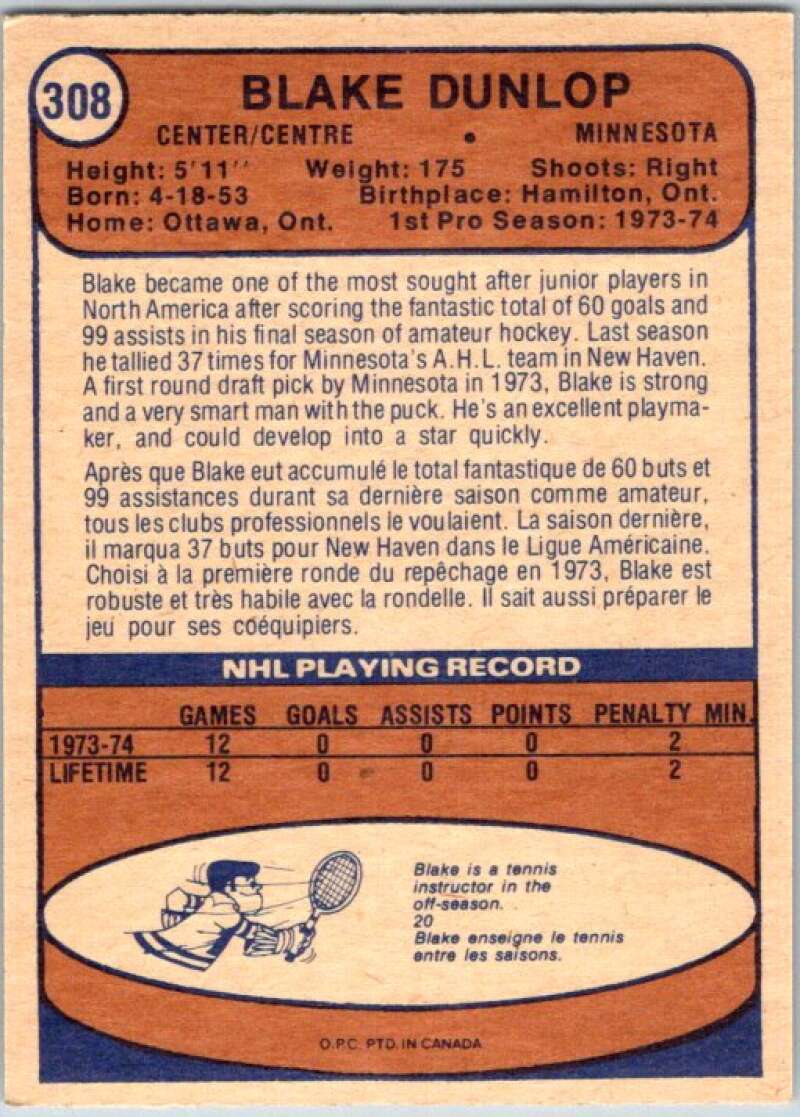 308
BLAKE DUNLOP
CENTER/CENTRE • MINNESOTA
Height: 5'11'' Weight: 175 Shoots: Right
Born: 4-18-53 Birthplace: Hamilton, Ont.
Home: Ottawa, Ont. 1st Pro Season: 1973-74
Blake became one of the most sought after junior players in
North America after scoring the fantastic total of 60 goals and
99 assists in his final season of amateur hockey. Last season
he tallied 37 times for Minnesota's A.H.L. team in New Haven.
A first round draft pick by Minnesota in 1973, Blake is strong
and a very smart man with the puck. He's an excellent playma-
ker, and could develop into a star quickly.
Après que Blake eut accumulé le total fantastique de 60 buts et
99 assistances durant sa dernière saison comme amateur,
tous les clubs professionnels le voulaient. La saison dernière,
il marqua 37 buts pour New Haven dans le Ligue Américaine.
Choisi à la première ronde du repêchage en 1973, Blake est
robuste et très habile avec la rondelle. Il sait aussi préparer le
jeu pour ses coéquipiers.
NHL PLAYING RECORD
GAMES GOALS ASSISTS POINTS PENALTY MIN.
1973-74 12 0 0 0 2
LIFETIME 12 0 0 0 2
Blake is a tennis
instructor in the
off-season.
20
Blake enseigne le tennis
entre les saisons.
O.P.C. PTD. IN CANADA